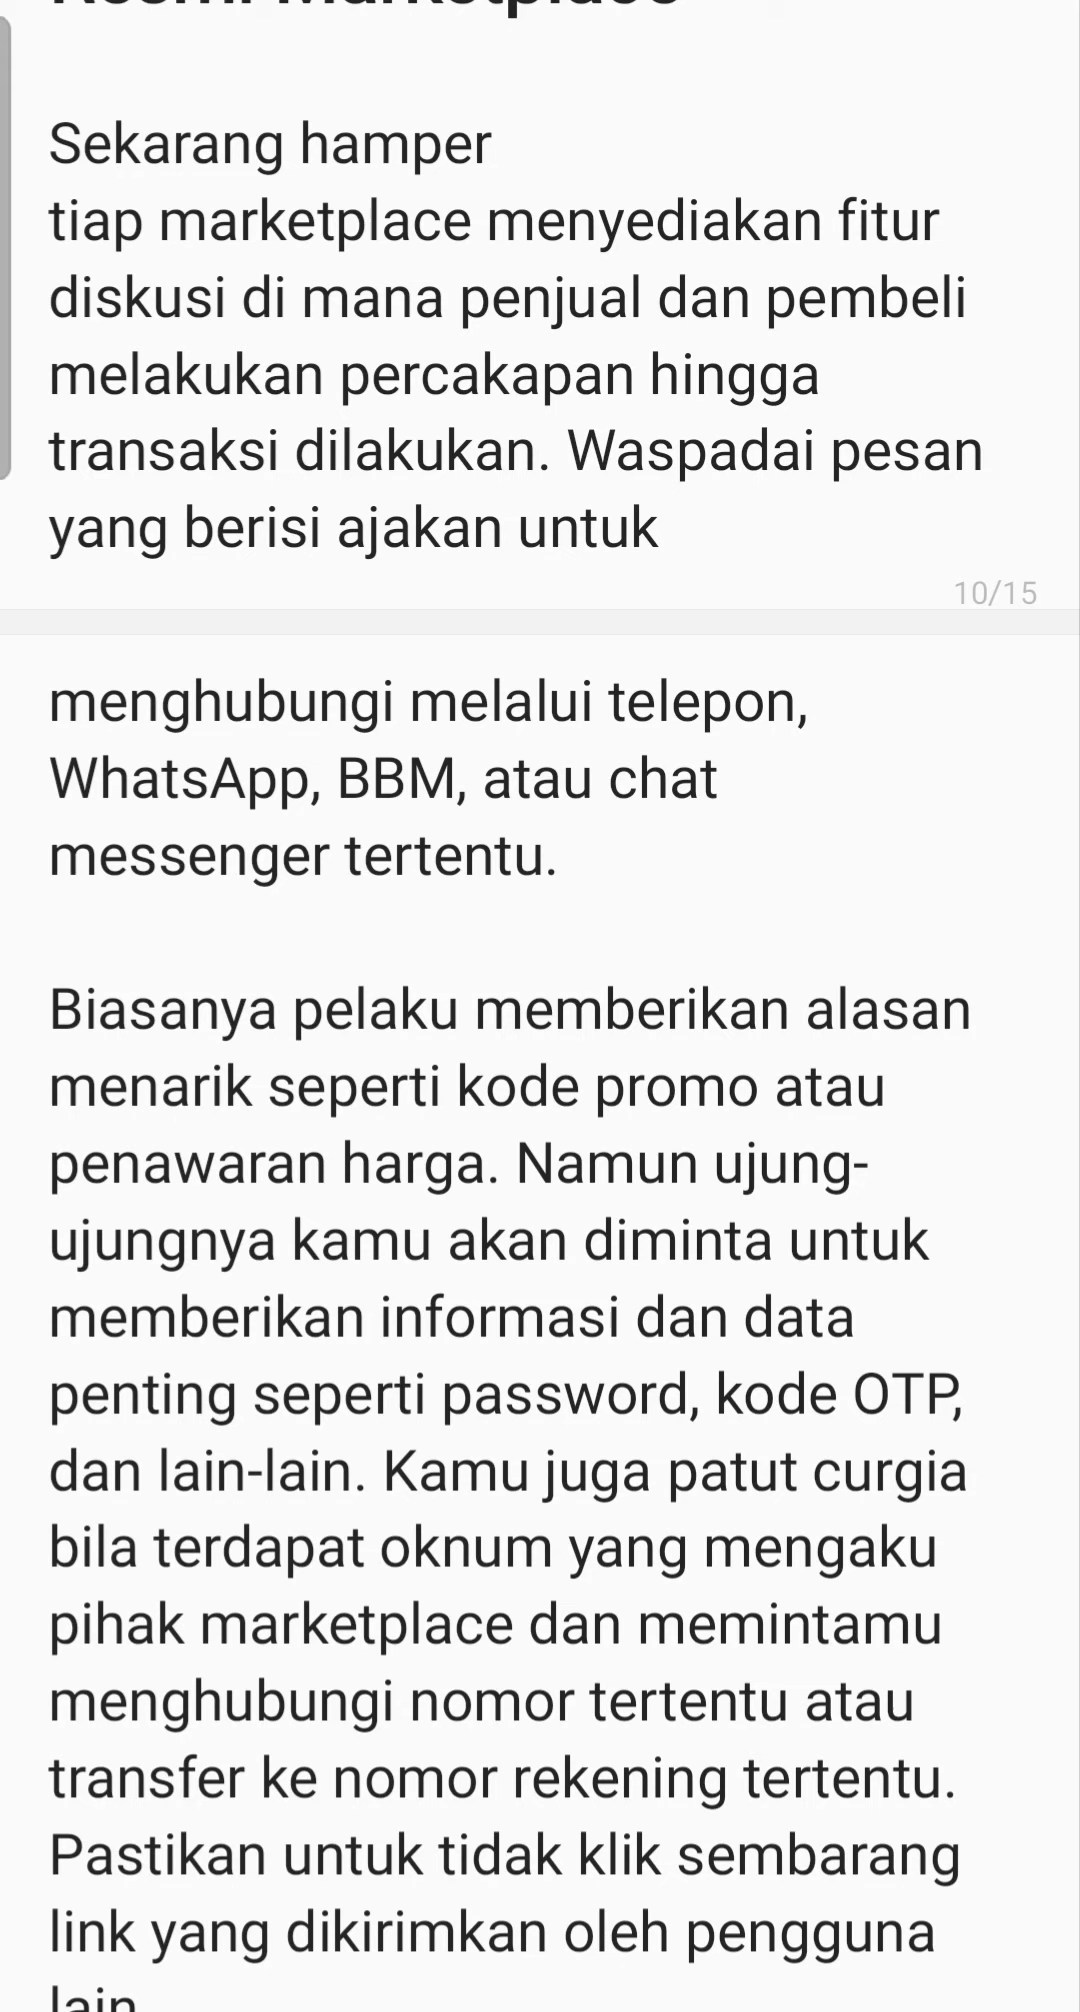 Resmi Marketplace
Sekarang hamper
tiap marketplace menyediakan fitur
diskusi di mana penjual dan pembeli
melakukan percakapan hingga
transaksi dilakukan. Waspadai pesan
yang berisi ajakan untuk
10/15
menghubungi melalui telepon,
WhatsApp, BBM, atau chat
messenger tertentu.
Biasanya pelaku memberikan alasan
menarik seperti kode promo atau
penawaran harga. Namun ujung-
ujungnya kamu akan diminta untuk
memberikan informasi dan data
penting seperti password, kode OTP,
dan lain-lain. Kamu juga patut curgia
bila terdapat oknum yang mengaku
pihak marketplace dan memintamu
menghubungi nomor tertentu atau
transfer ke nomor rekening tertentu.
Pastikan untuk tidak klik sembarang
link yang dikirimkan oleh pengguna
lain